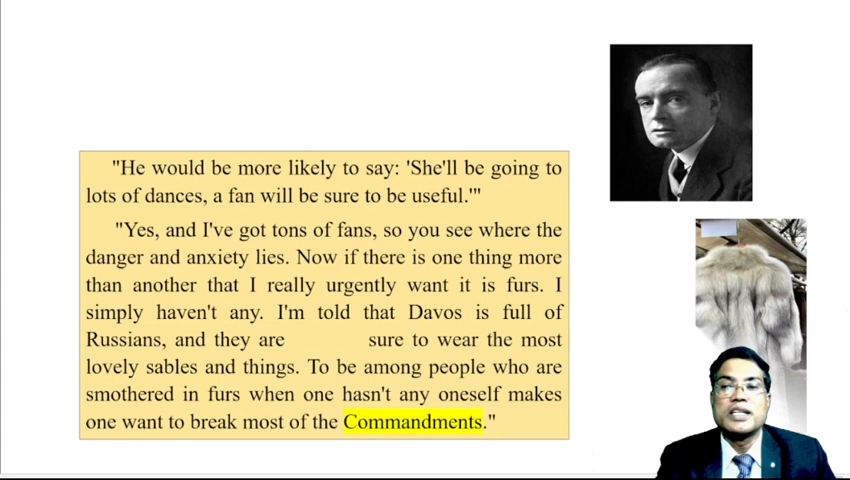 "He would be more likely to say: 'She'll be going to
lots of dances, a fan will be sure to be useful.'"
"Yes, and I've got tons of fans, so you see where the
danger and anxiety lies. Now if there is one thing more
than another that I really urgently want it is furs. I
simply haven't any. I'm told that Davos is full of
Russians, and they are sure to wear the most
lovely sables and things. To be among people who are
smothered in furs when one hasn't any oneself makes
one want to break most of the Commandments."